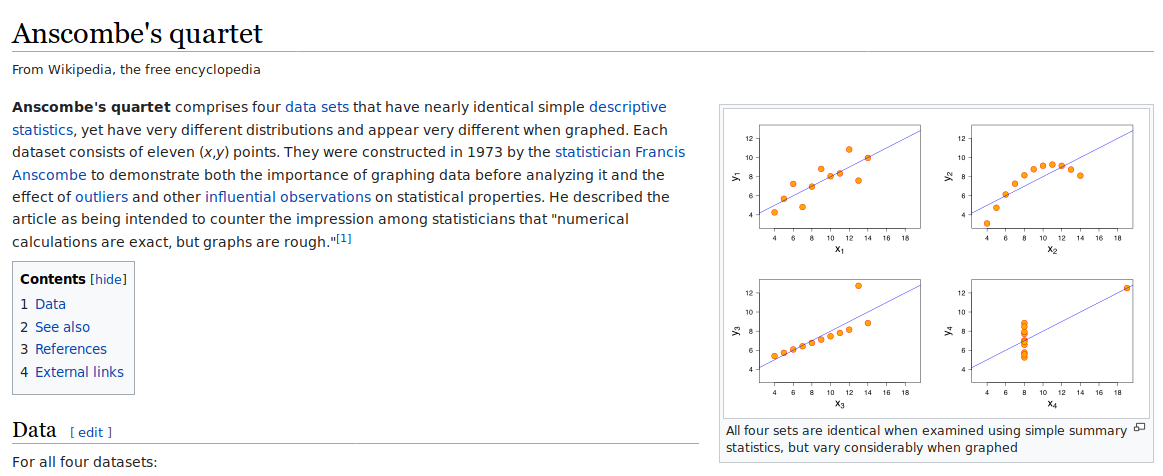 Anscombe's quartet
From Wikipedia, the free encyclopedia
Anscombe's quartet comprises four data sets that have nearly identical simple descriptive
statistics, yet have very different distributions and appear very different when graphed. Each
dataset consists of eleven (x,y) points. They were constructed in 1973 by the statistician Francis
Anscombe to demonstrate both the importance of graphing data before analyzing it and the
effect of outliers and other influential observations on statistical properties. He described the
article as being intended to counter the impression among statisticians that "numerical
calculations are exact, but graphs are rough."[1]
Contents [hide]
1 Data
2 See also
3 References
4 External links
Data [ edit ]
For all four datasets:
12
10
8
6
4
y1
4 6 8 10 12 14 16 18
x1
12
10
8
6
4
y2
4 6 8 10 12 14 16 18
x2
12
10
8
6
4
y3
4 6 8 10 12 14 16 18
x3
12
10
8
6
4
y4
4 6 8 10 12 14 16 18
x4
All four sets are identical when examined using simple summary
statistics, but vary considerably when graphed